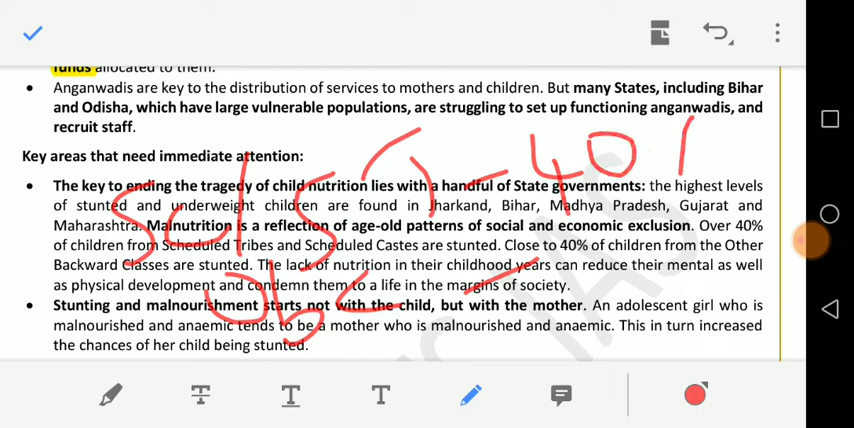 funds allocated to them.
• Anganwadis are key to the distribution of services to mothers and children. But many States, including Bihar
and Odisha, which have large vulnerable populations, are struggling to set up functioning anganwadis, and
recruit staff.
Key areas that need immediate attention:
• The key to ending the tragedy of child nutrition lies with a handful of State governments: the highest levels
of stunted and underweight children are found in Jharkand, Bihar, Madhya Pradesh, Gujarat and
Maharashtra. Malnutrition is a reflection of age-old patterns of social and economic exclusion. Over 40%
of children from Scheduled Tribes and Scheduled Castes are stunted. Close to 40% of children from the Other
Backward Classes are stunted. The lack of nutrition in their childhood years can reduce their mental as well
as physical development and condemn them to a life in the margins of society.
• Stunting and malnourishment starts not with the child, but with the mother. An adolescent girl who is
malnourished and anaemic tends to be a mother who is malnourished and anaemic. This in turn increased
the chances of her child being stunted.
Sc/ST - 40
Obc -
IAS